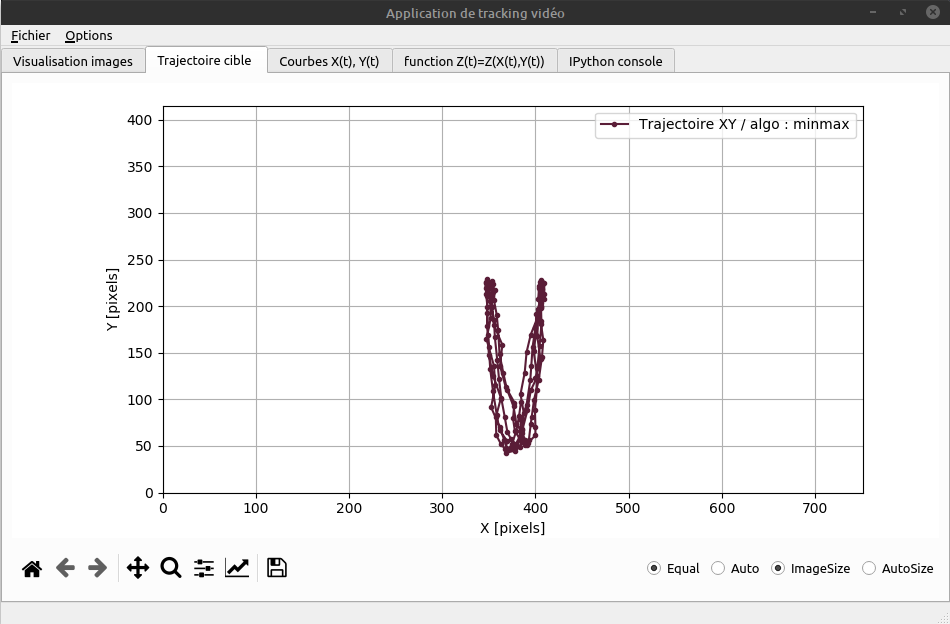 Application de tracking vidéo
Fichier Options
Visualisation images Trajectoire cible Courbes X(t), Y(t) function Z(t)=Z(X(t),Y(t)) IPython console
Trajectoire XY / algo : minmax
400
350
300
250
200
150
100
50
0
Y [pixels]
0 100 200 300 400 500 600 700
X [pixels]
Equal Auto ImageSize AutoSize